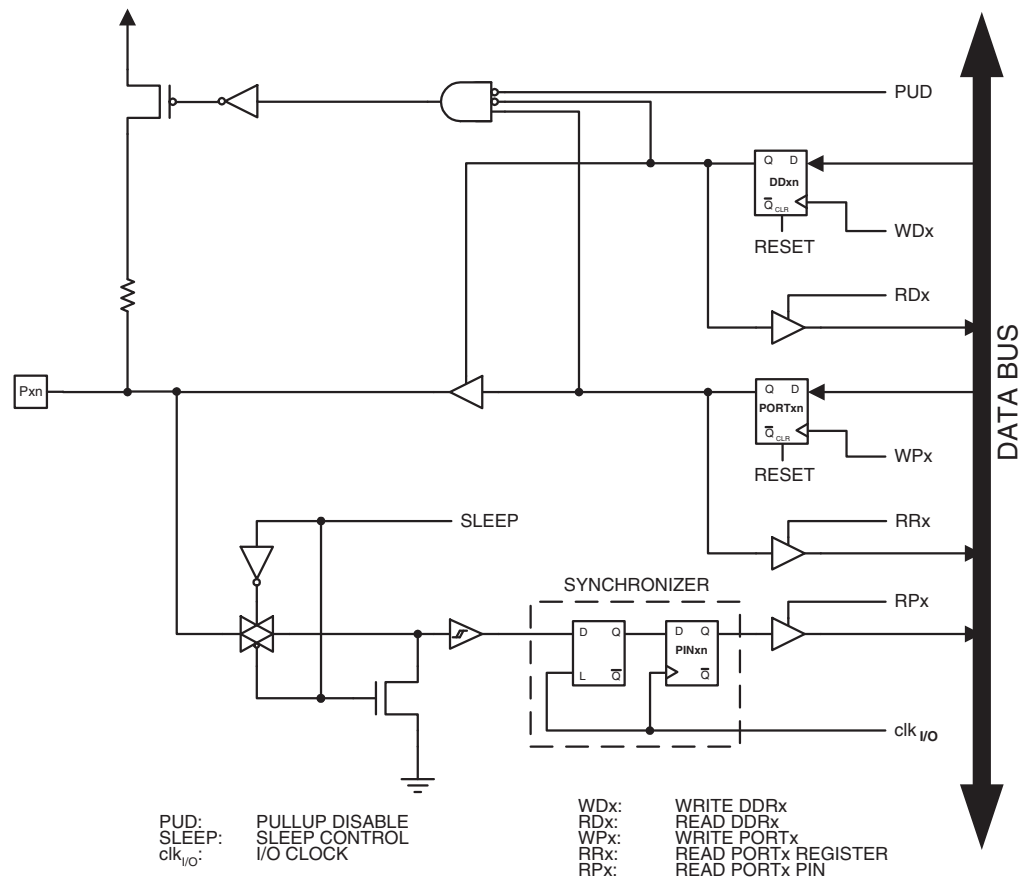 PUD
Q D
DDxn
Q CLR
WDx
RESET
RDx
DATA BUS
Pxn
Q D
PORTxn
Q CLR
WPx
RESET
SLEEP
RRx
SYNCHRONIZER
RPx
D Q
L Q
D Q
PINxn
Q
clk I/O
PUD: PULLUP DISABLE
SLEEP: SLEEP CONTROL
clk I/O: I/O CLOCK
WDx: WRITE DDRx
RDx: READ DDRx
WPx: WRITE PORTx
RRx: READ PORTx REGISTER
RPx: READ PORTx PIN